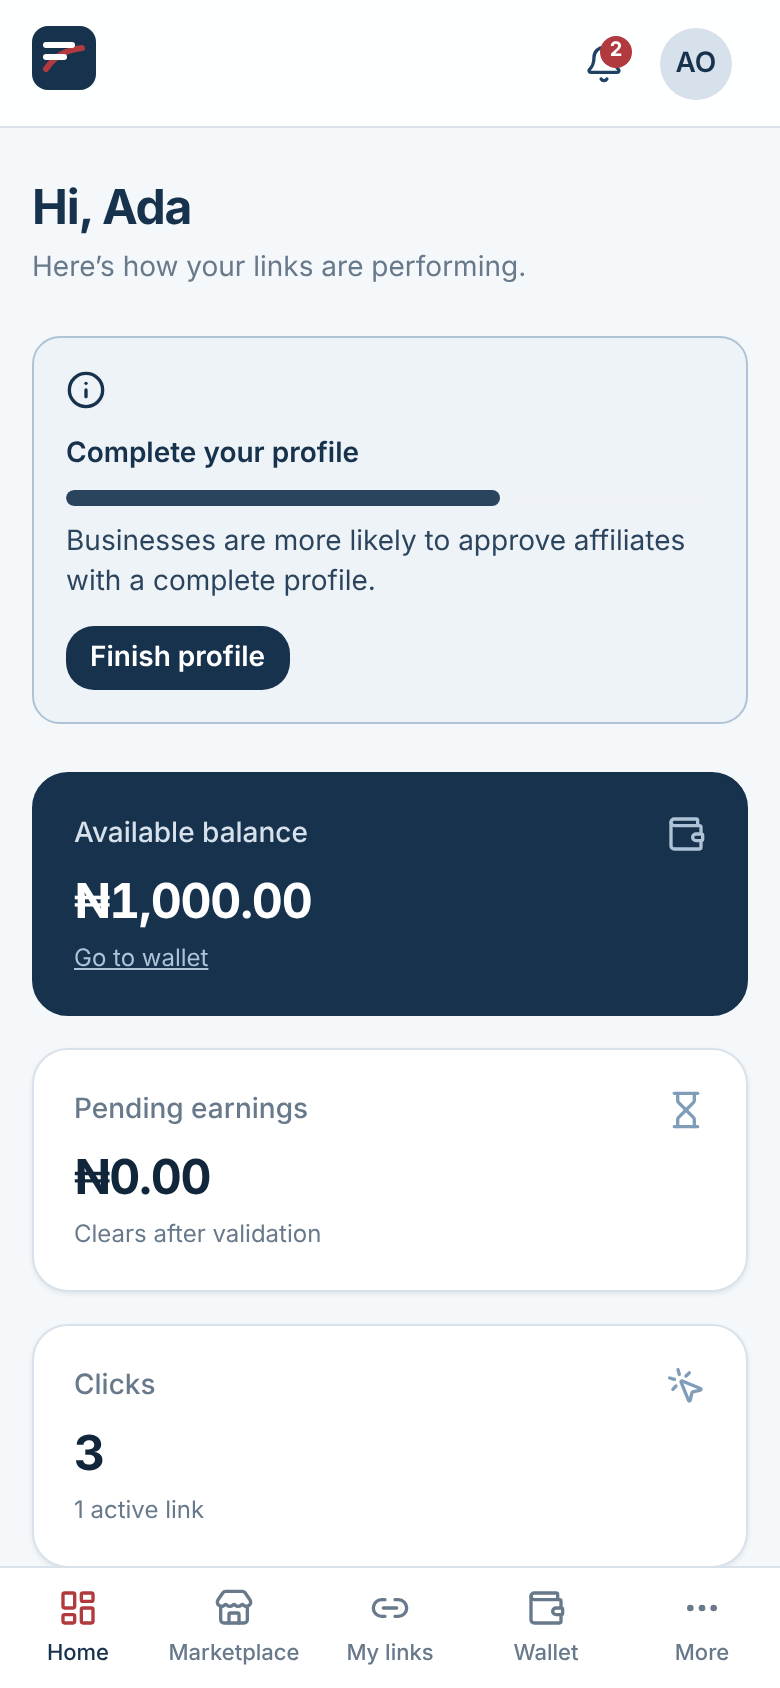 2
AO
Hi, Ada
Here’s how your links are performing.
Complete your profile
Businesses are more likely to approve affiliates
with a complete profile.
Finish profile
Available balance
₦1,000.00
Go to wallet
Pending earnings
₦0.00
Clears after validation
Clicks
3
1 active link
Home
Marketplace
My links
Wallet
More